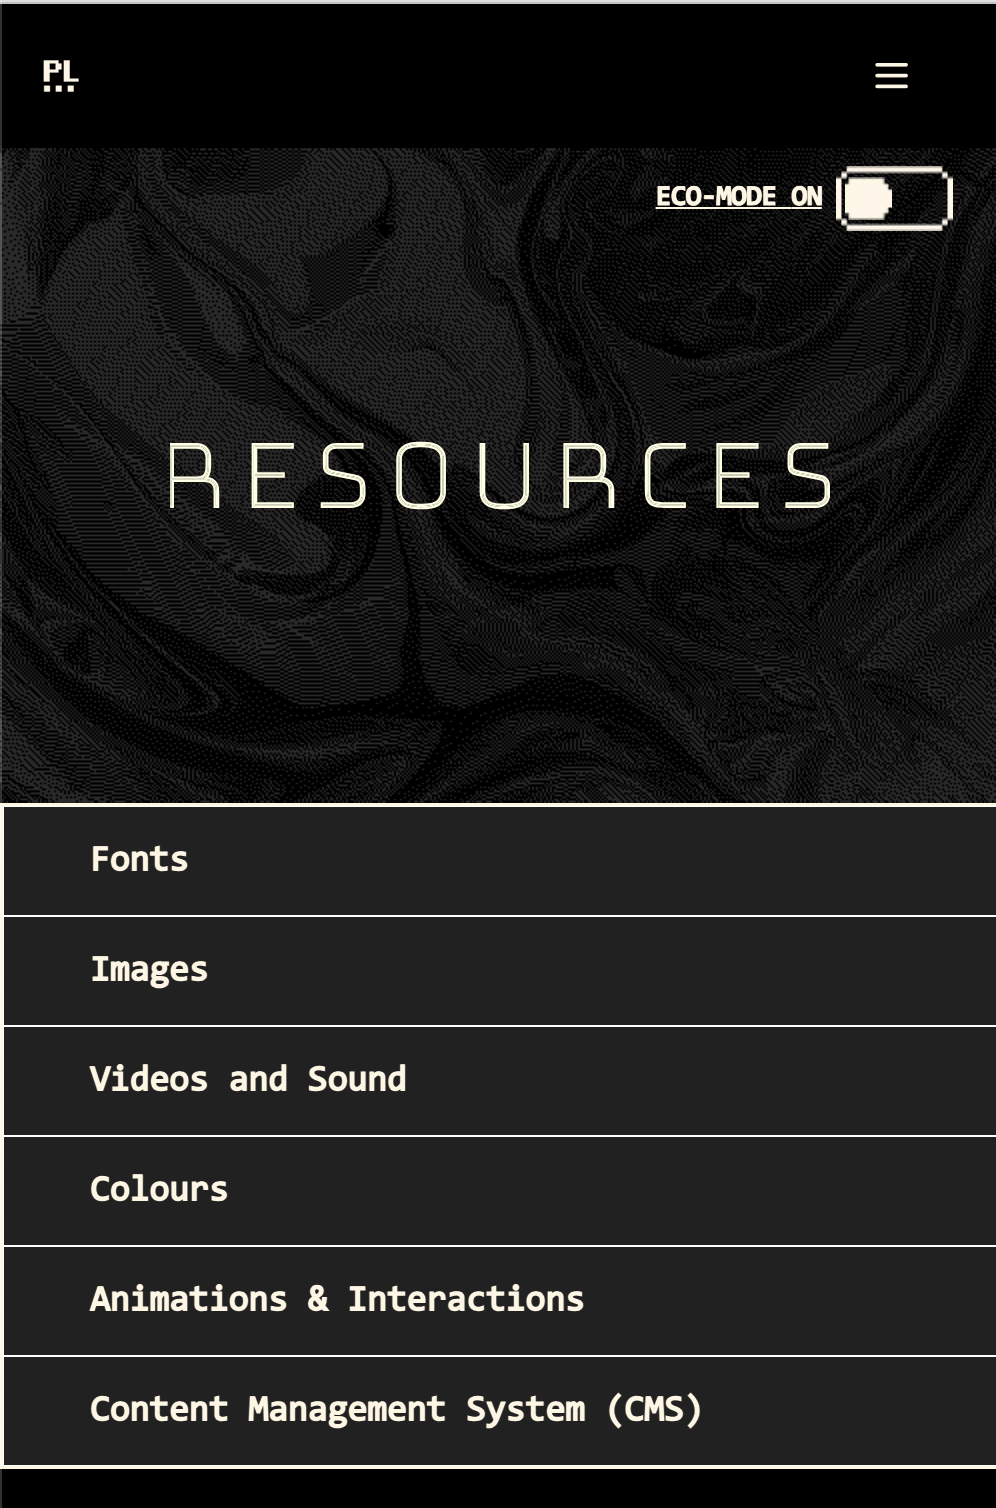 PL
ECO-MODE ON
RESOURCES
Fonts
Images
Videos and Sound
Colours
Animations & Interactions
Content Management System (CMS)